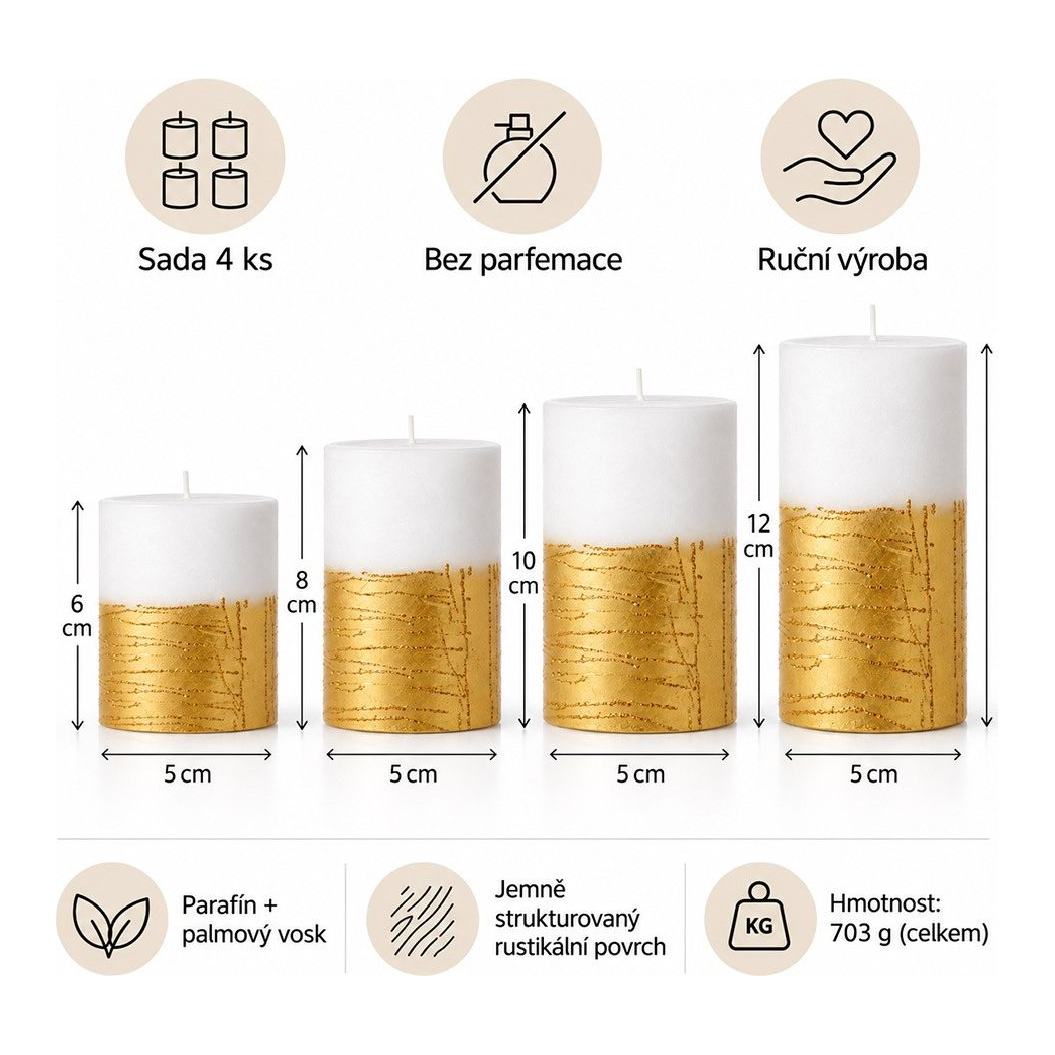 Sada 4 ks
Bez parfemace
Ruční výroba
6
cm
8
cm
10
cm
12
cm
5 cm
5 cm
5 cm
5 cm
Parafín +
palmový vosk
Jemně
strukturovaný
rustikální povrch
KG
Hmotnost:
703 g (celkem)